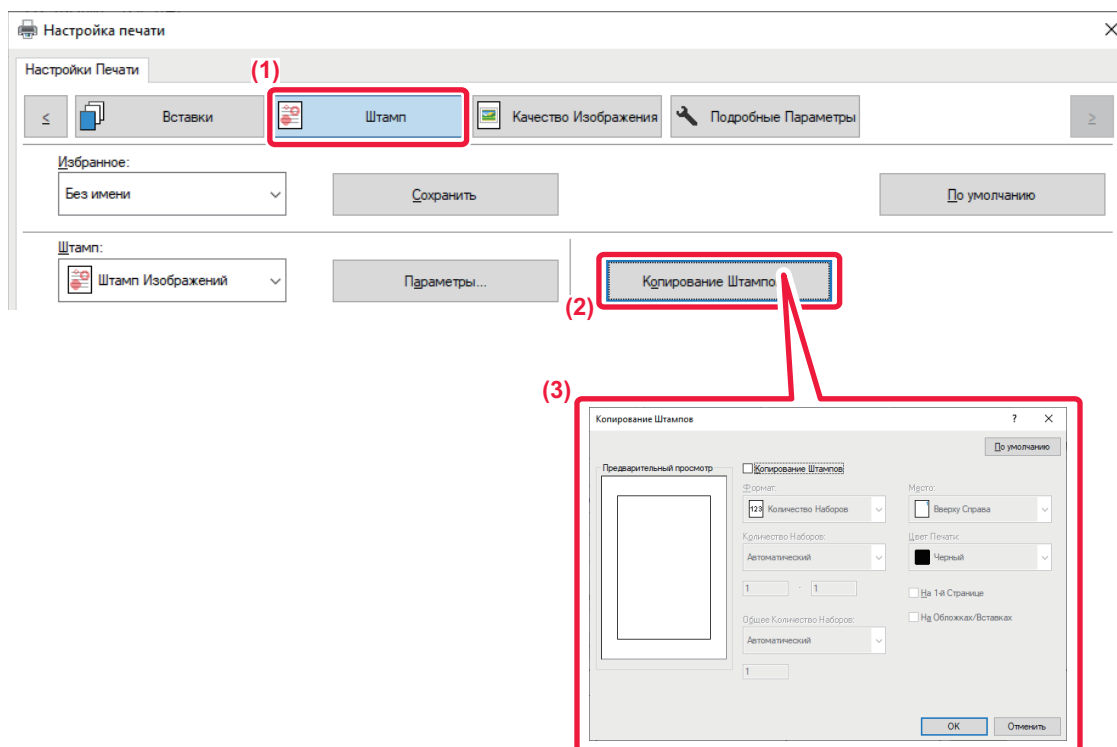 Настройка печати
Настройки Печати
(1)
< Вставки Штамп Качество Изображения Подробные Параметры >
Избранное:
Без имени Сохранить По умолчанию
Штамп:
Штамп Изображений Параметры... Копирование Штампо
(2)
(3)
Копирование Штампов ? X
По умолчанию
Предварительный просмотр Копирование Штампов
Формат: Место:
123 Количество Наборов Вверху Справа
Количество Наборов: Цвет Печати:
Автоматический Черный
1 - 1 На 1-й Странице
Общее Количество Наборов: На Обложках/Вставках
Автоматический
1
OK Отменить